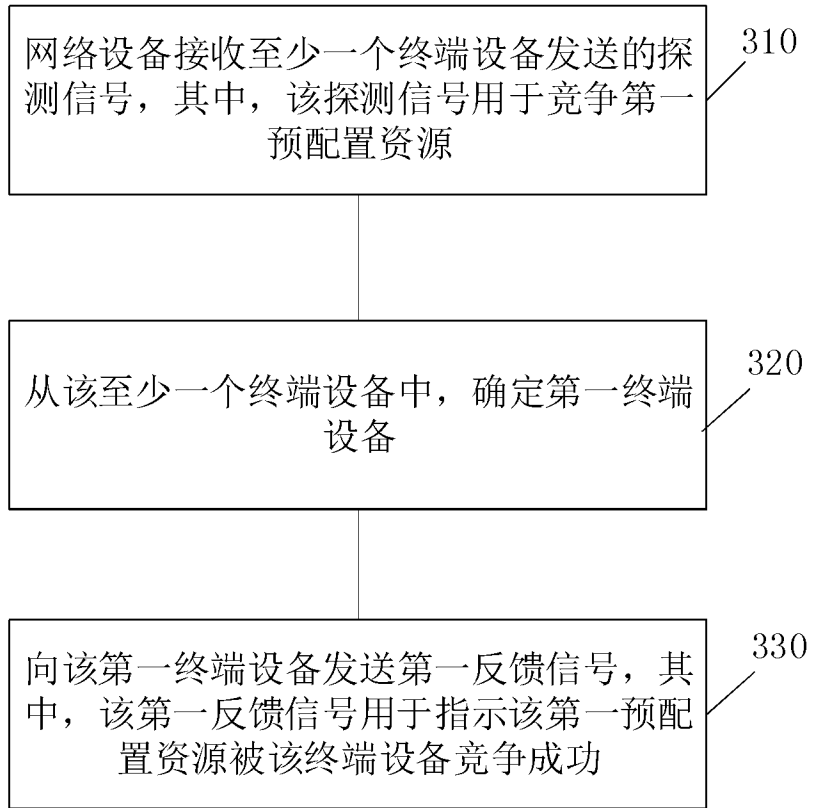 网络设备接收至少一个终端设备发送的探
测信号，其中，该探测信号用于竞争第一
预配置资源
310
从该至少一个终端设备中，确定第一终端
设备
320
向该第一终端设备发送第一反馈信号，其
中，该第一反馈信号用于指示该第一预配
置资源被该终端设备竞争成功
330